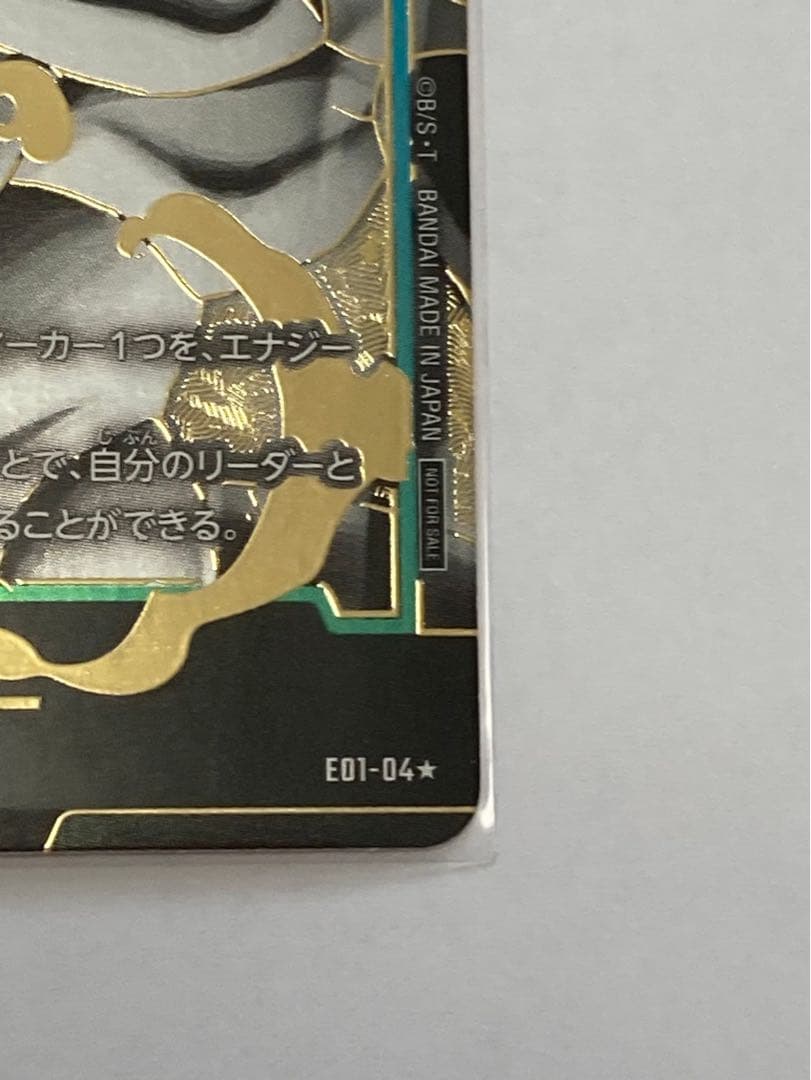 ーカー1つを、エナジー
じ ぶん
とで、自分のリーダーと
ることができる。
©B/S・T BANDAI MADE IN JAPAN
NOT FOR SALE
E01-04★